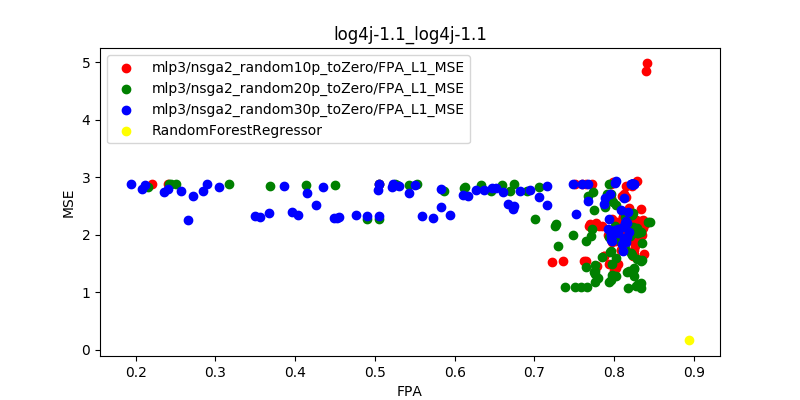 log4j-1.1_log4j-1.1
mlp3/nsga2_random10p_toZero/FPA_L1_MSE
mlp3/nsga2_random20p_toZero/FPA_L1_MSE
mlp3/nsga2_random30p_toZero/FPA_L1_MSE
RandomForestRegressor
MSE
5
4
3
2
1
0
0.2 0.3 0.4 0.5 0.6 0.7 0.8 0.9
FPA